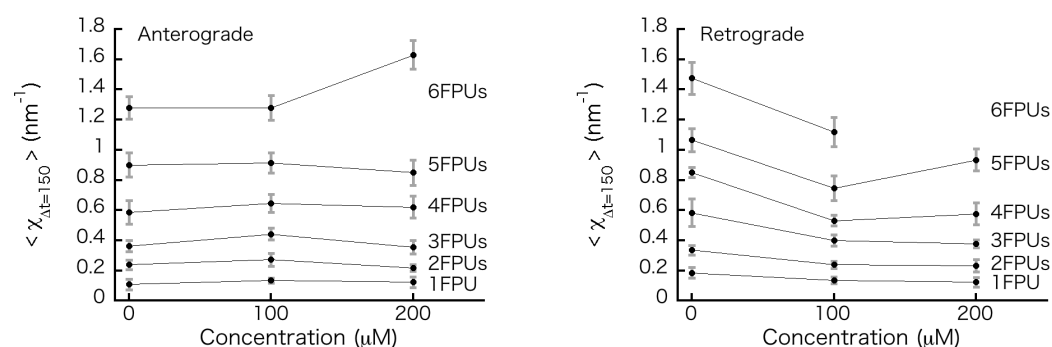 Anterograde
< χΔt=150 > (nm-1)
1.8
1.6
1.4
1.2
1
0.8
0.6
0.4
0.2
0
6FPUs
5FPUs
4FPUs
3FPUs
2FPUs
1FPU
0 100 200
Concentration (μM)
Retrograde
< χΔt=150 > (nm-1)
1.8
1.6
1.4
1.2
1
0.8
0.6
0.4
0.2
0
6FPUs
5FPUs
4FPUs
3FPUs
2FPUs
1FPU
0 100 200
Concentration (μM)